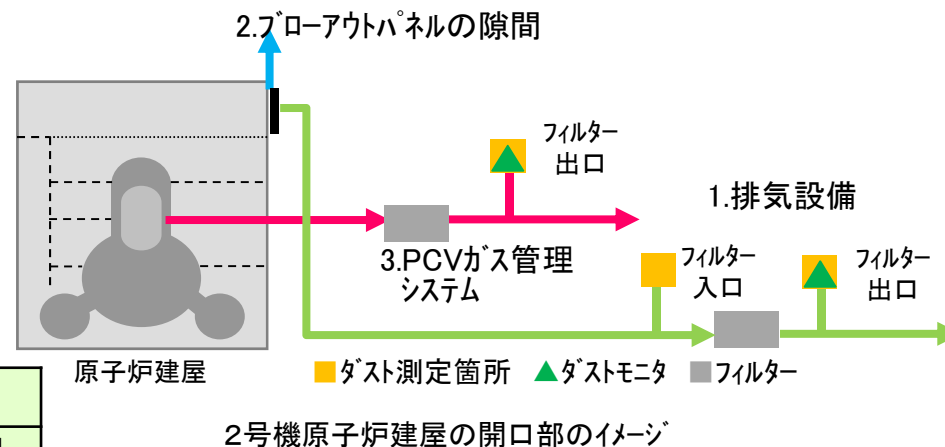 2.ブローアウトパネルの隙間
フィルター
出口
1.排気設備
3.PCVガス管理
システム
フィルター
入口
フィルター
出口
原子炉建屋
ダスト測定箇所 ダストモニタ フィルター
2号機原子炉建屋の開口部のイメージ